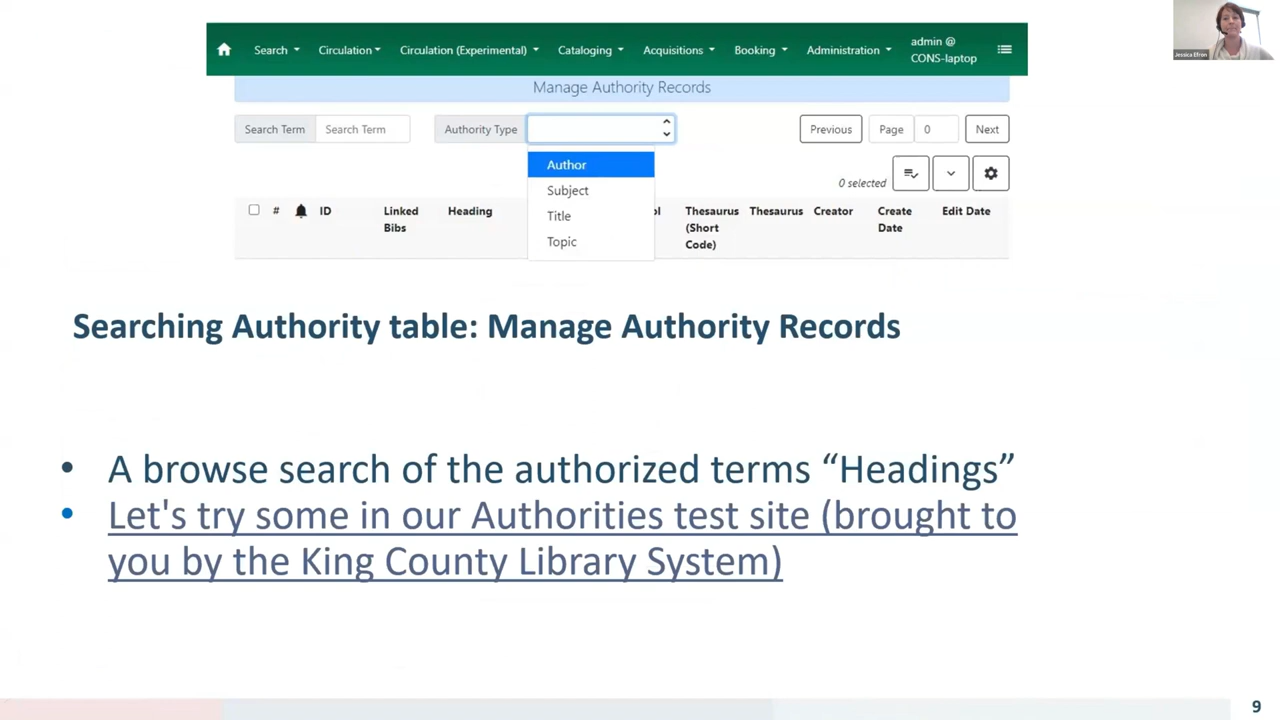 Search Circulation Circulation (Experimental) Cataloging Acquisitions Booking Administration admin @ CONS-laptop
Jessica Efron
Manage Authority Records
Search Term Search Term Authority Type Previous Page 0 Next
Author
Subject
Title
Topic
0 selected
# ID Linked Bibs Heading ol Thesaurus (Short Code) Thesaurus Creator Create Date Edit Date
Searching Authority table: Manage Authority Records
• A browse search of the authorized terms “Headings”
• Let's try some in our Authorities test site (brought to
you by the King County Library System)
9